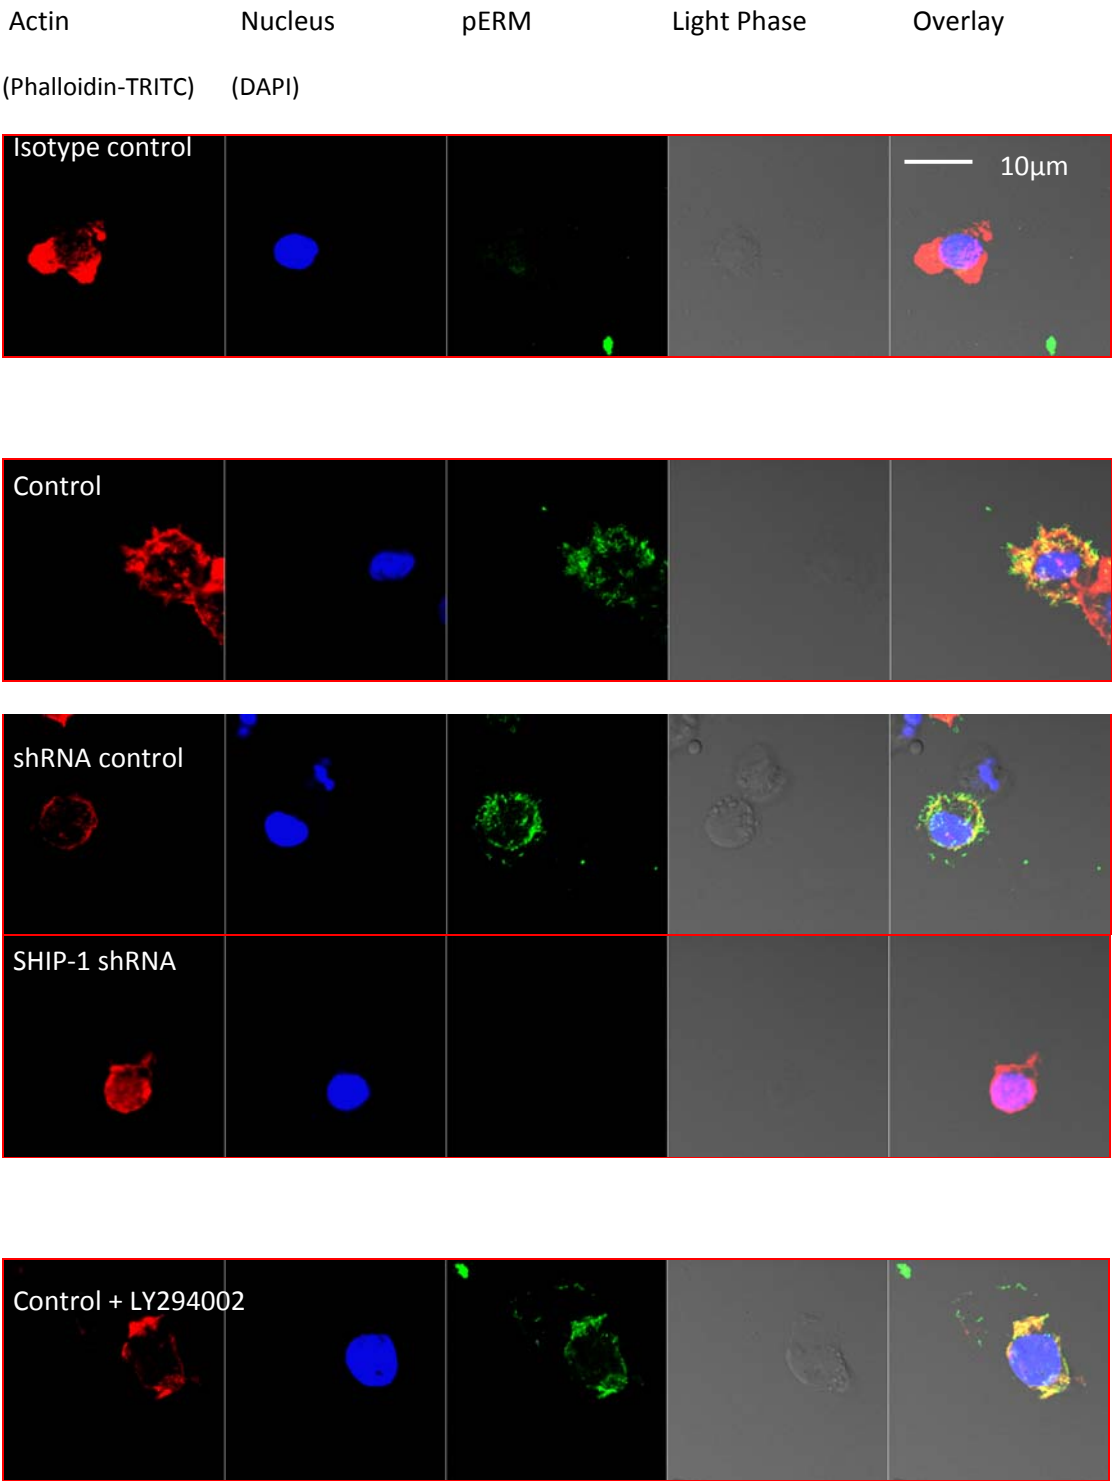 Actin Nucleus pERM Light Phase Overlay
(Phalloidin-TRITC) (DAPI)
Isotype control
10µm
Control
shRNA control
SHIP-1 shRNA
Control + LY294002